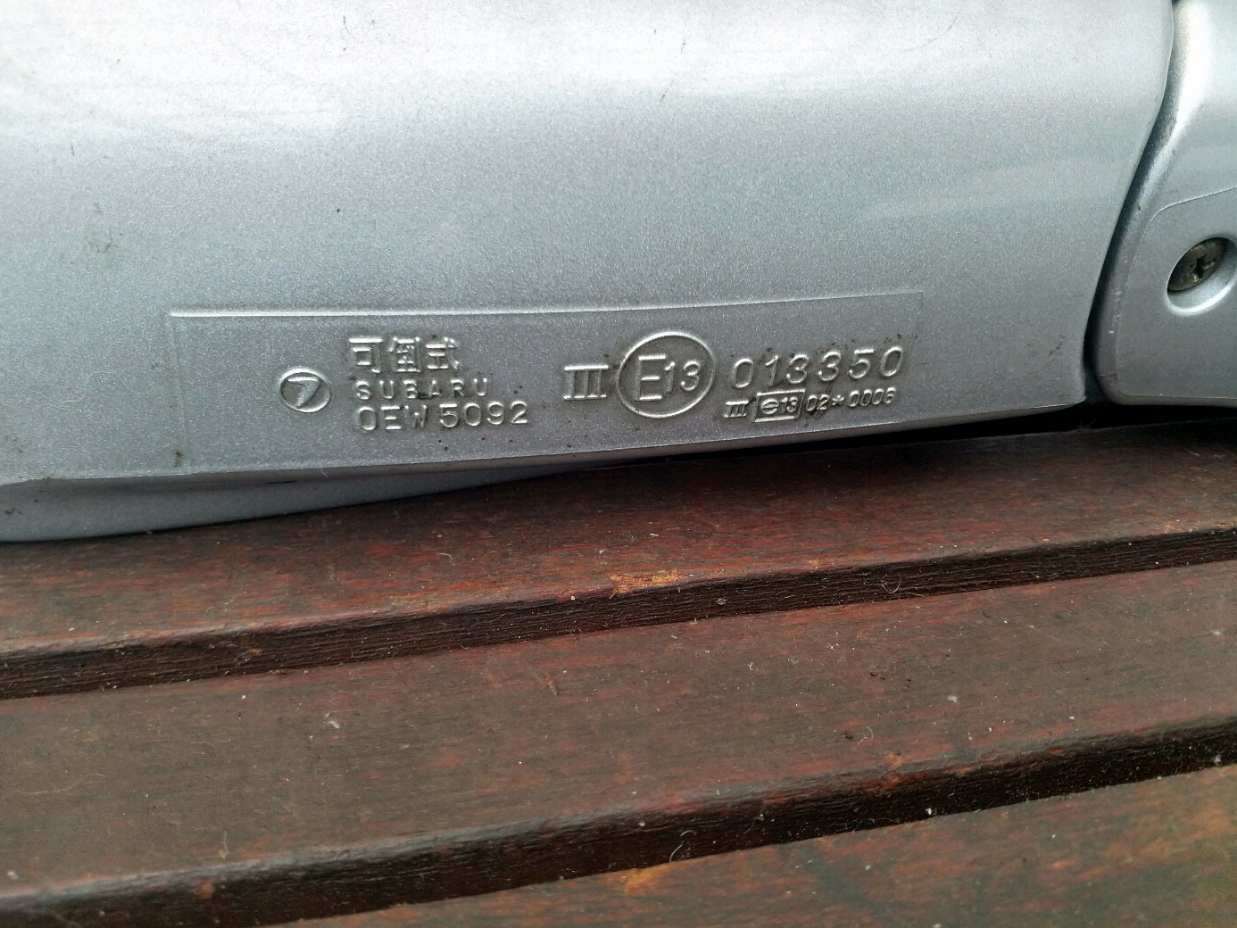 可倒式
SUBARU
OEW 5092
III E13 013350
III e13 02*0006